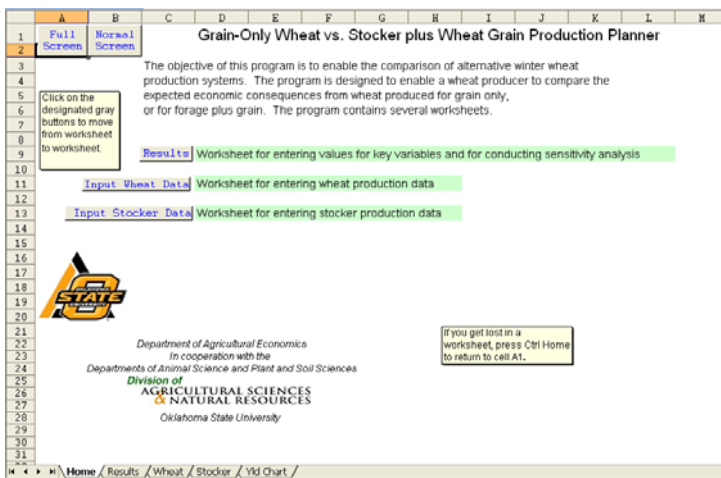 A B C D E F G H I J K L M
1 Full Normal Grain-Only Wheat vs. Stocker plus Wheat Grain Production Planner
2 Screen Screen
3 The objective of this program is to enable the comparison of alternative winter wheat
4 production systems. The program is designed to enable a wheat producer to compare the
5 Click on the expected economic consequences from wheat produced for grain only,
6 designated gray or for forage plus grain. The program contains several worksheets.
7 buttons to move
8 from worksheet
9 to worksheet. Results Worksheet for entering values for key variables and for conducting sensitivity analysis
10
11 Input Wheat Data Worksheet for entering wheat production data
12
13 Input Stocker Data Worksheet for entering stocker production data
14
15
16
17
18 OKLAHOMA
19 STATE
20 UNIVERSITY
21 If you get lost in a
22 Department of Agricultural Economics worksheet, press Ctrl Home
23 In cooperation with the to return to cell A1.
24 Departments of Animal Science and Plant and Soil Sciences
25 Division of
26 AGRICULTURAL SCIENCES
27 & NATURAL RESOURCES
28 Oklahoma State University
29
30
31
Home / Results / Wheat / Stocker / Yld Chart /